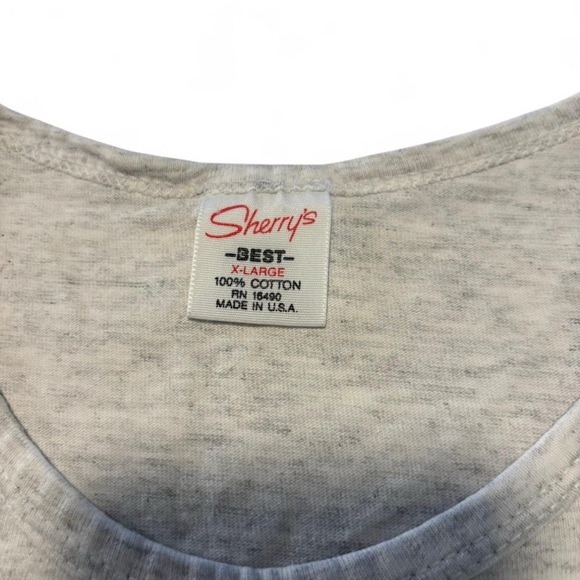 Sherry's
-BEST-
X-LARGE
100% COTTON
RN 16490
MADE IN U.S.A.